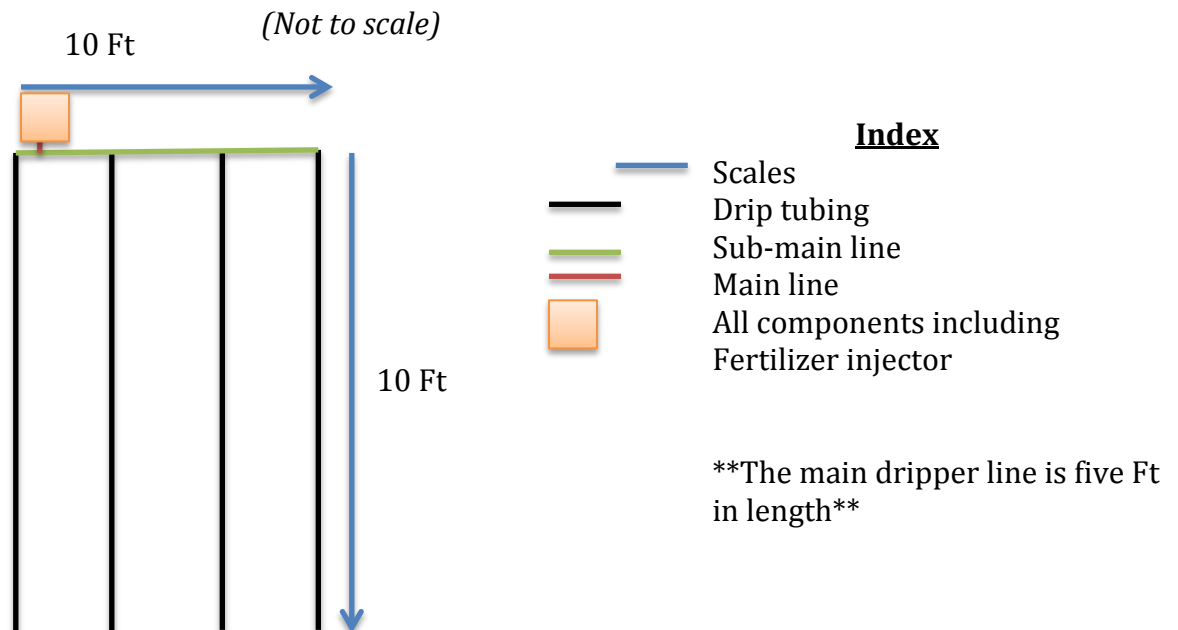 (Not to scale)
10 Ft
Index
Scales
Drip tubing
Sub-main line
Main line
All components including
Fertilizer injector
10 Ft
**The main dripper line is five Ft
in length**